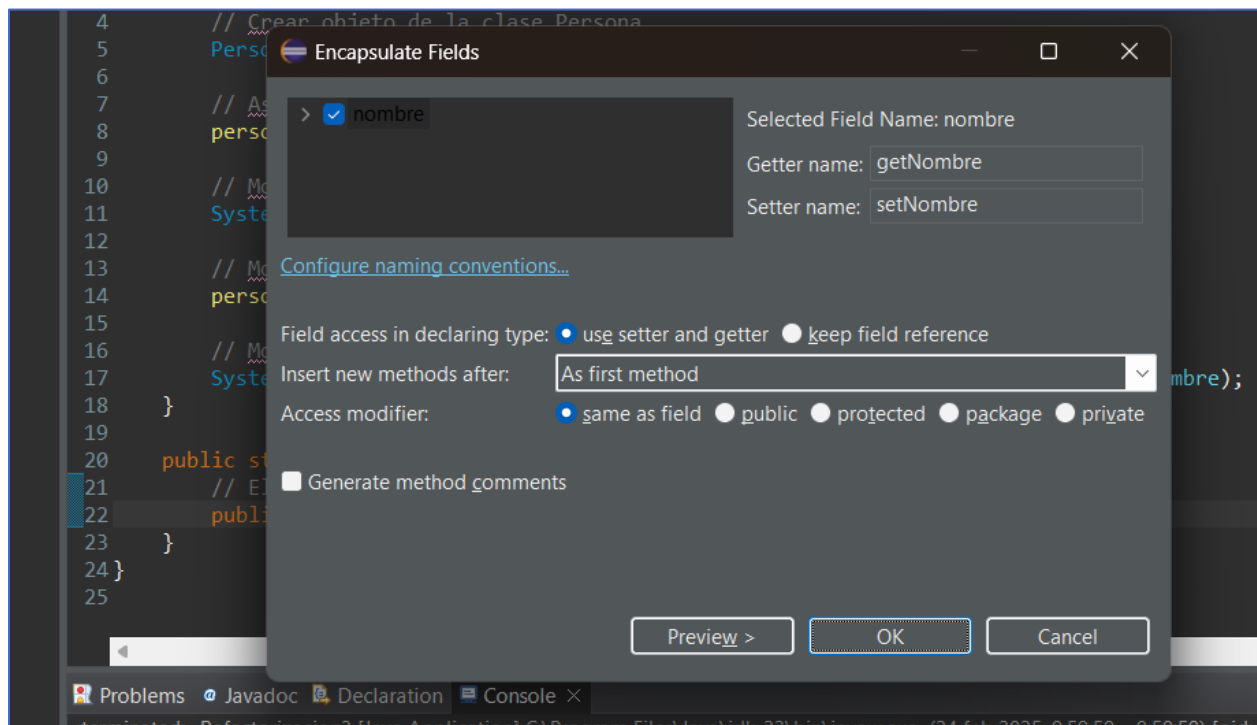 4 // Crear objeto de la clase Persona
5 Perso
Encapsulate Fields
6
7 // As
nombre
Selected Field Name: nombre
8 perso
9
Getter name: getNombre
10 // Mo
Setter name: setNombre
11 Syste
12
13 // Mo
Configure naming conventions...
14 perso
15
Field access in declaring type: use setter and getter keep field reference
16 // Mo
Insert new methods after: As first method
17 Syste mbre);
18 }
Access modifier: same as field public protected package private
19
20 public st
21 // El
Generate method comments
22 publi
23 }
24 }
25
Preview > OK Cancel
Problems Javadoc Declaration Console